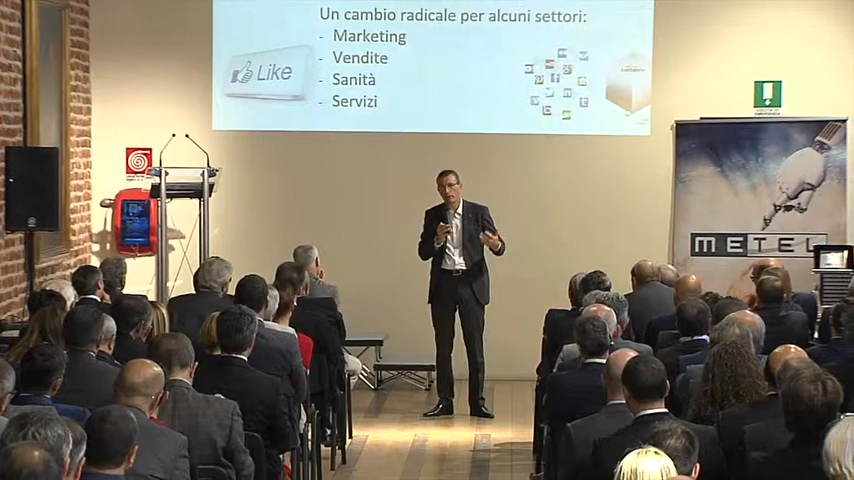 Un cambio radicale per alcuni settori:
- Marketing
- Vendite
- Sanità
- Servizi
Like
METEL